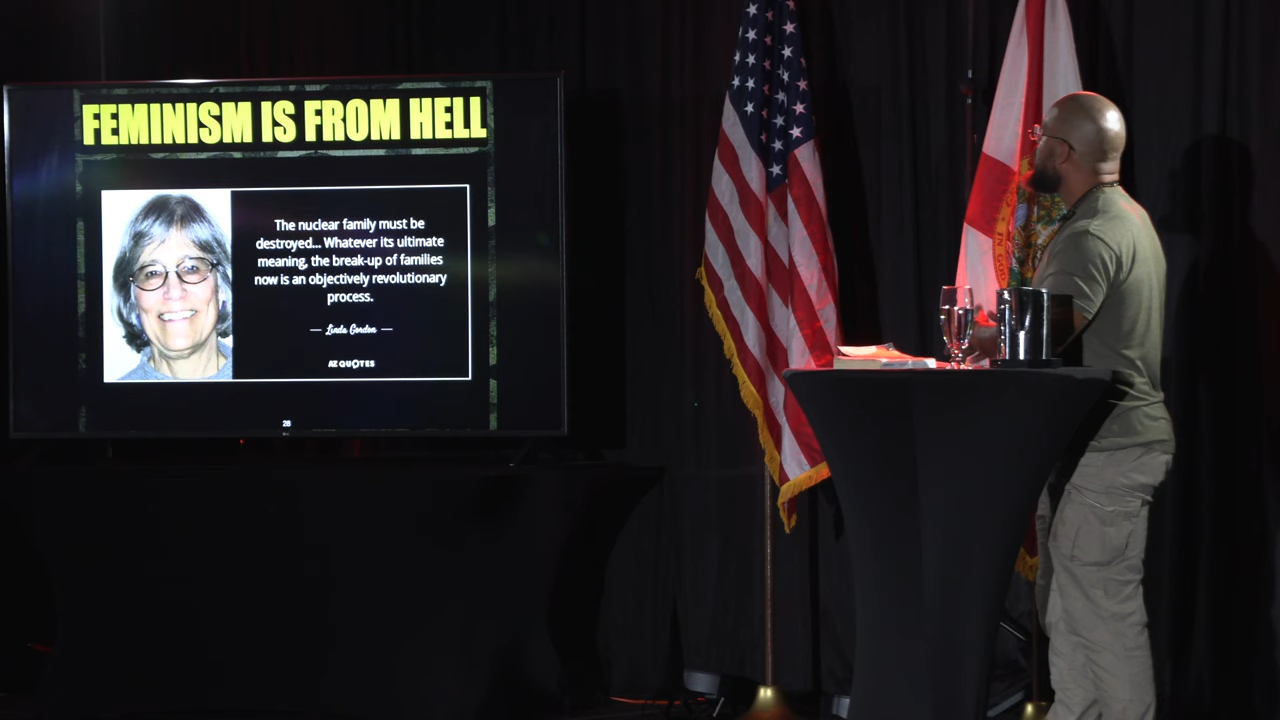 FEMINISM IS FROM HELL
The nuclear family must be
destroyed... Whatever its ultimate
meaning, the break-up of families
now is an objectively revolutionary
process.
— Linda Gordon —
AZ QUOTES
28